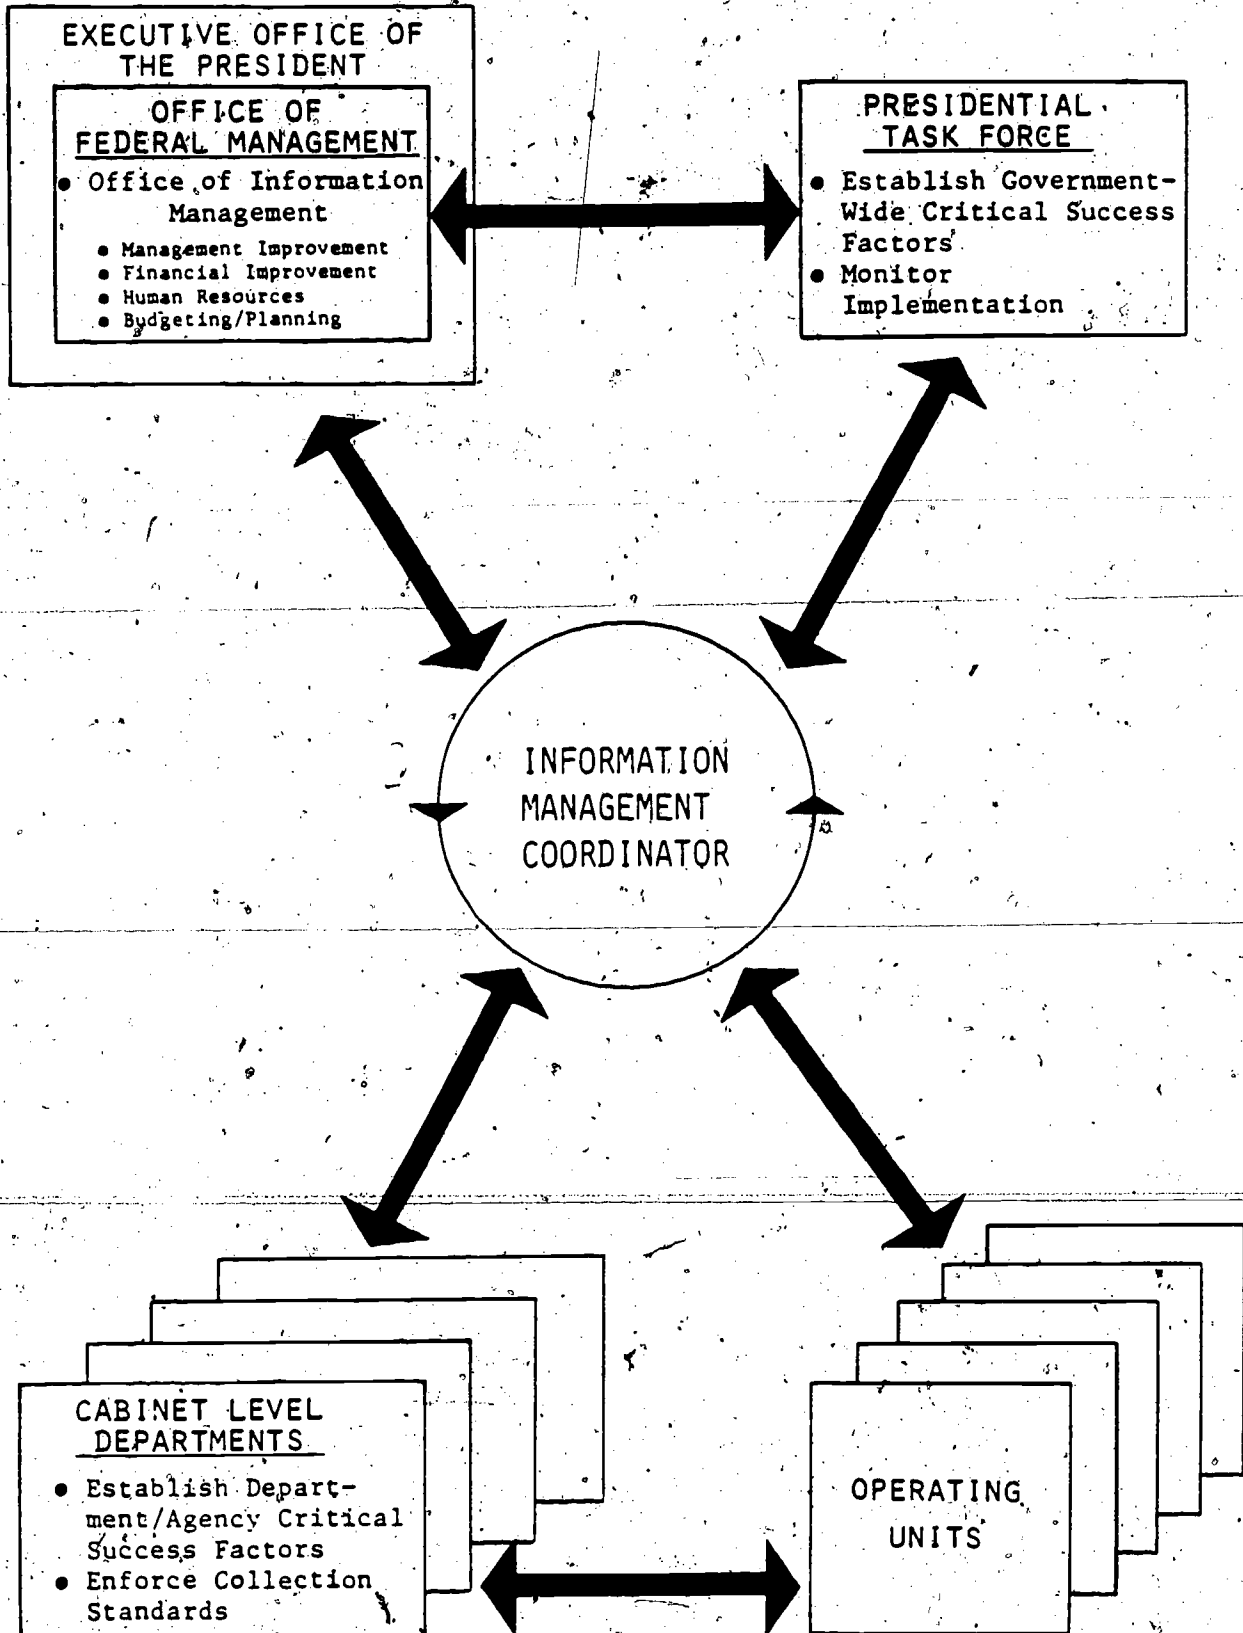 EXECUTIVE OFFICE OF
THE PRESIDENT
OFFICE OF
FEDERAL MANAGEMENT
• Office of Information
Management
• Management Improvement
• Financial Improvement
• Human Resources
• Budgeting/Planning
PRESIDENTIAL
TASK FORCE
• Establish Government-
Wide Critical Success
Factors
• Monitor
Implementation
INFORMATION
MANAGEMENT
COORDINATOR
CABINET LEVEL
DEPARTMENTS
• Establish Depart-
ment/Agency Critical
Success Factors
• Enforce Collection
Standards
OPERATING
UNITS